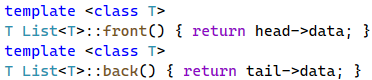 template <class T>
T List<T>::front() { return head->data; }
template <class T>
T List<T>::back() { return tail->data; }